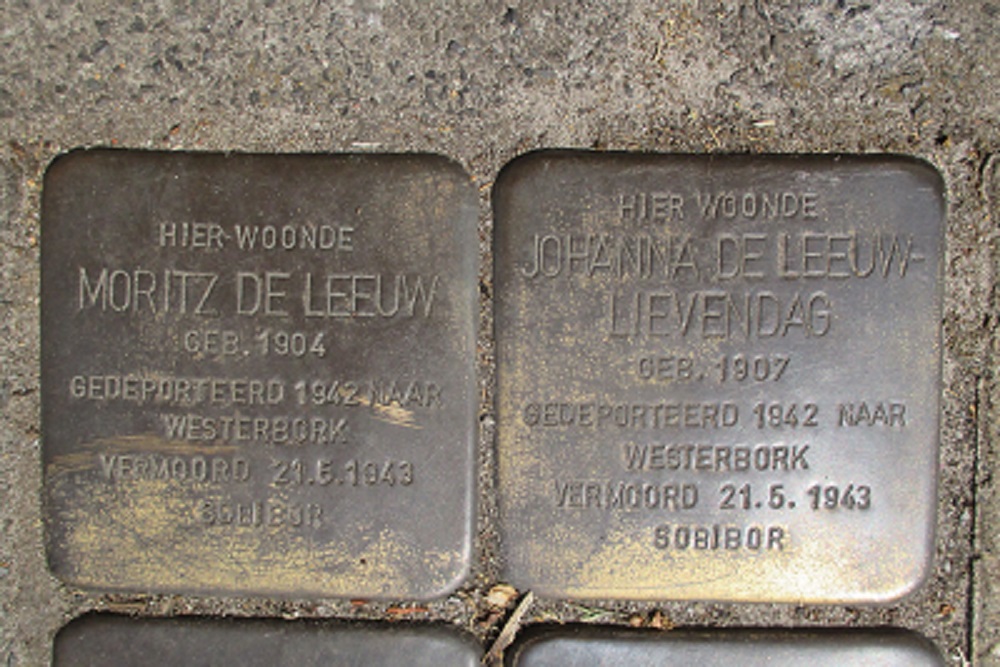 HIER WOONDE
MORITZ DE LEEUW
GEB. 1904
GEDEPORTEERD 1942 NAAR
WESTERBORK
VERMOORD 21.5.1943
SOBIBOR
HIER WOONDE
JOHANNA DE LEEUW-
LIEVENDAG
GEB. 1907
GEDEPORTEERD 1942 NAAR
WESTERBORK
VERMOORD 21.5.1943
SOBIBOR